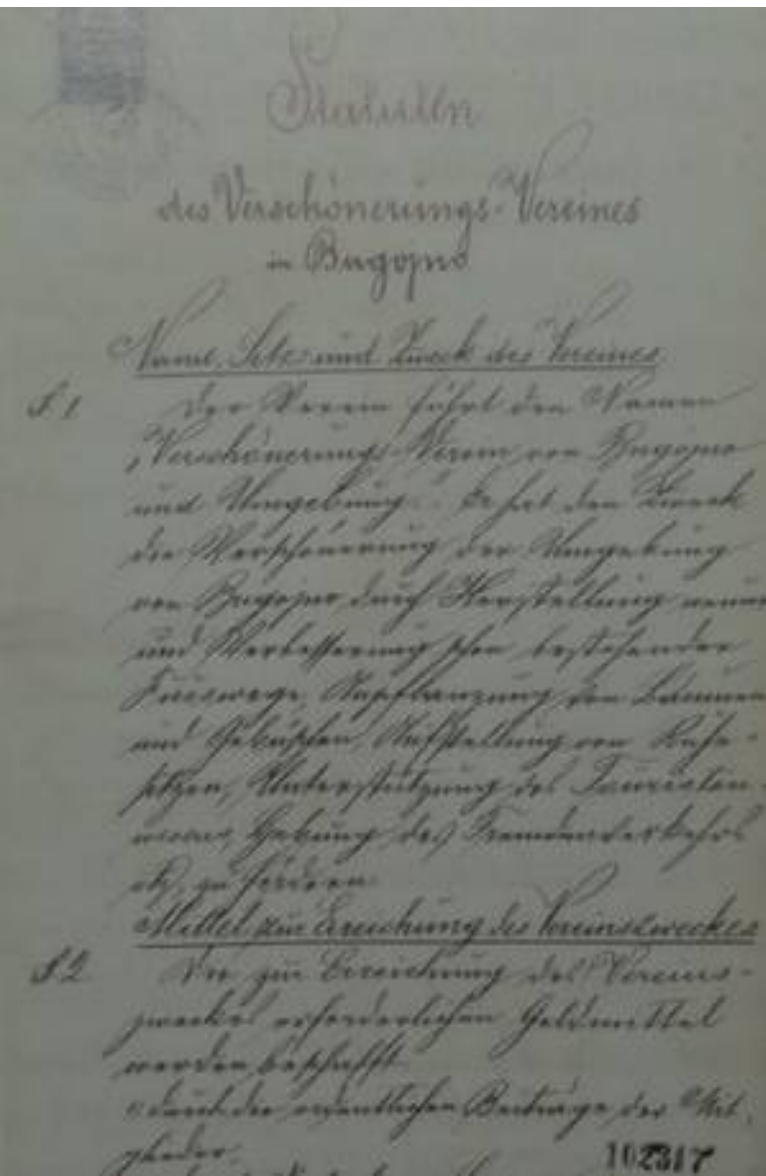 Statuten
des Verschönerungs-Vereines
in Bugojno
Name, Sitz und Zweck des Vereines
§ 1 Der Verein führt den Namen
„Verschönerungs-Verein von Bugojno
und Umgebung." Er hat den Zweck
die Verschönerung der Umgebung
von Bugojno durch Herstellung neuer
und Verbesserung schon bestehender
Fusswege, Anpflanzung von Bäumen
und Gebüschen, Aufstellung von Ruhe-
sitzen, Unterstützung des Touristen-
wesens, Hebung des Fremdenverkehrs
zu fördern.
Mittel zur Erreichung des Vereinszweckes
§ 2 Die zur Erreichung des Vereins-
zweckes erforderlichen Geldmittel
werden beschafft
durch die ordentlichen Beiträge der Mit-
glieder.
102317